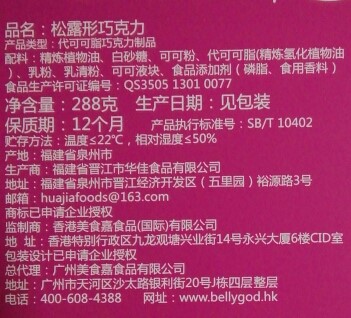 品名：松露形巧克力
产品类型：代可可脂巧克力制品
配料：精炼植物油、白砂糖、可可粉、代可可脂(精炼氢化植物油
)、乳粉、乳清粉、可可液块、食品添加剂（磷脂、食用香料）
食品生产许可证编号：QS3505 1301 0077
净含量：288克 生产日期：见包装
保质期：12个月 产品执行标准号：SB/T 10402
贮存方法：温度≤22℃，相对湿度≤50%
产地：福建省泉州市
生产商：福建省晋江市华佳食品有限公司
地址：福建省泉州市晋江经济开发区（五里园）裕源路3号
邮箱：huajiafoods@163.com
商标已申请企业授权
监制商：香港美食嘉食品(国际)有限公司
地 址：香港特别行政区九龙观塘兴业街14号永兴大厦6楼CID室
包装设计已申请企业授权
总代理：广州美食嘉食品有限公司
地址：广州市天河区沙太路银利街20号J栋四层整层
电话：400-608-4388 网址：www.bellygod.hk